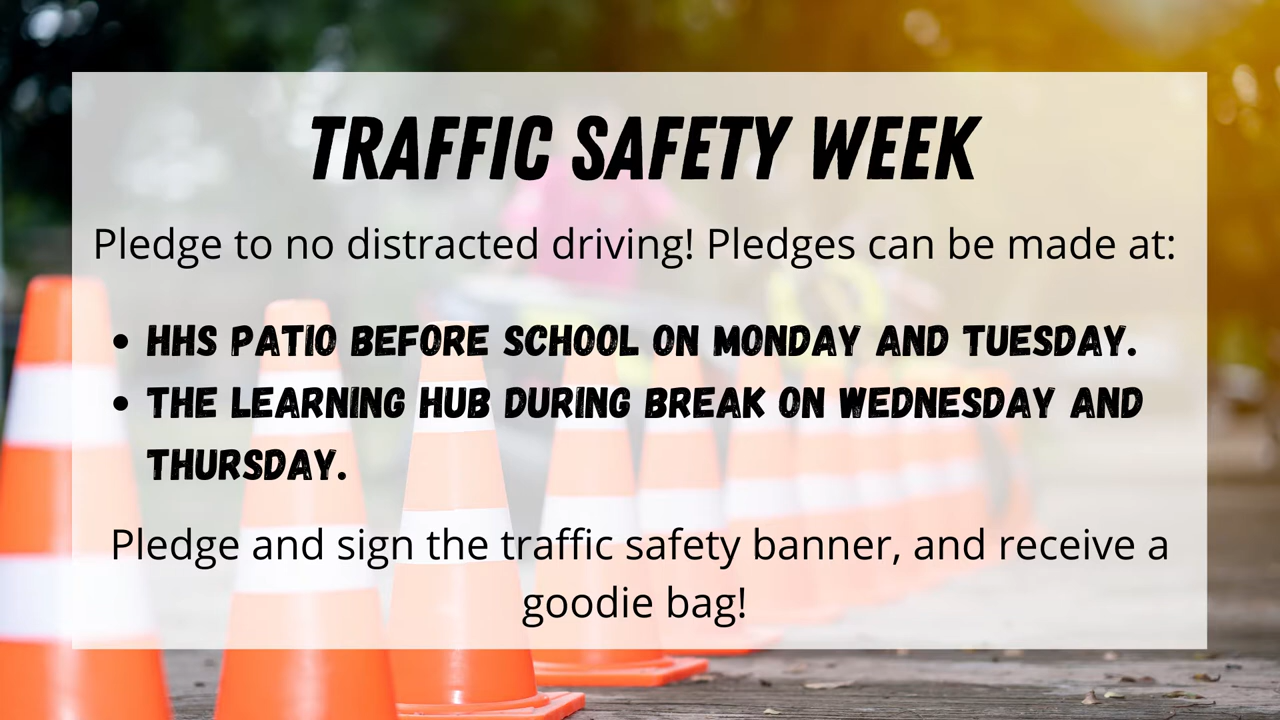 TRAFFIC SAFETY WEEK
Pledge to no distracted driving! Pledges can be made at:
• HHS PATIO BEFORE SCHOOL ON MONDAY AND TUESDAY.
• THE LEARNING HUB DURING BREAK ON WEDNESDAY AND
THURSDAY.
Pledge and sign the traffic safety banner, and receive a
goodie bag!